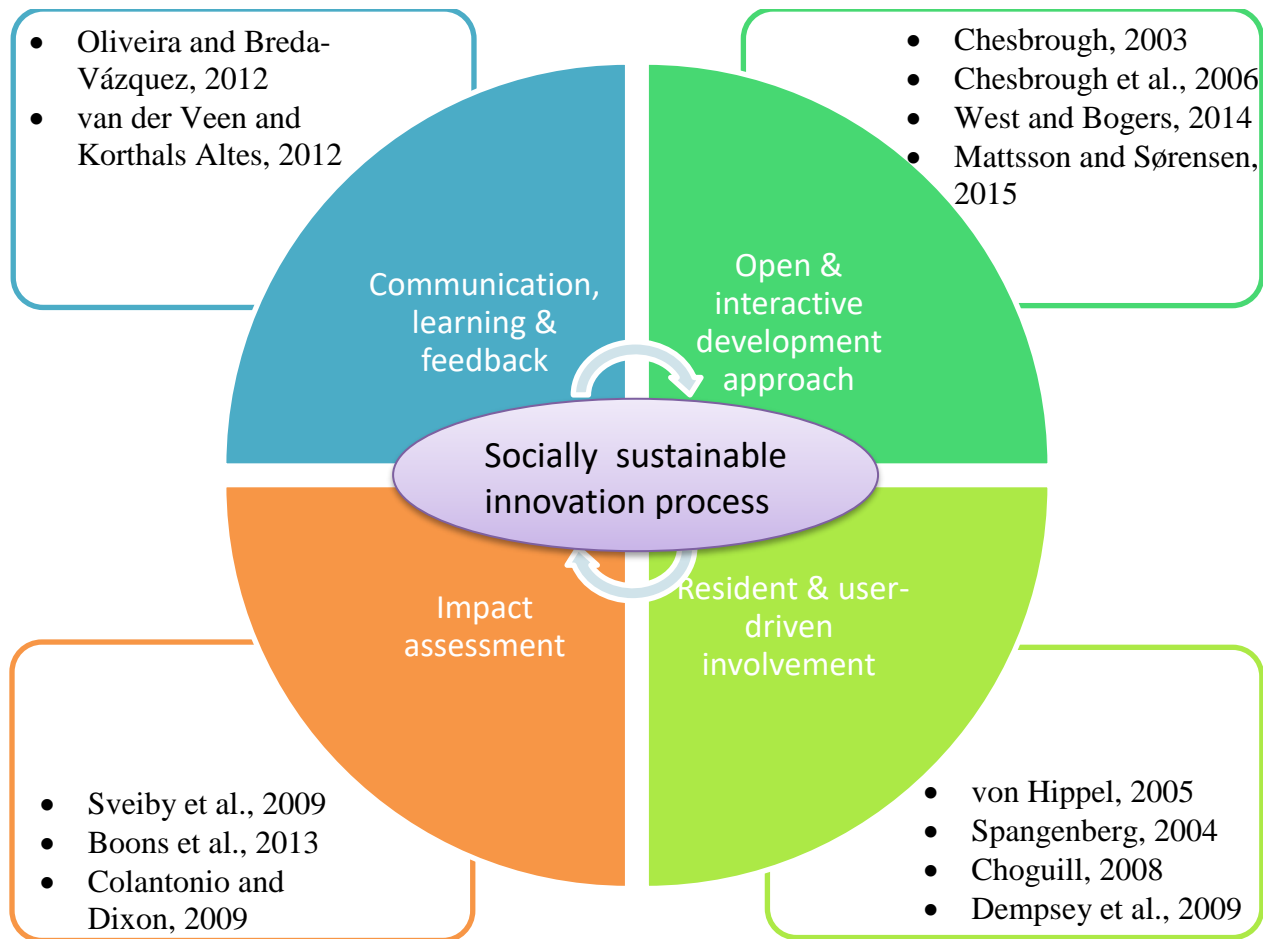 • Oliveira and Breda-
Vázquez, 2012
• van der Veen and
Korthals Altes, 2012
• Chesbrough, 2003
• Chesbrough et al., 2006
• West and Bogers, 2014
• Mattsson and Sørensen,
2015
Communication,
learning &
feedback
Open &
interactive
development
approach
Socially sustainable
innovation process
Impact
assessment
Resident & user-
driven
involvement
• Sveiby et al., 2009
• Boons et al., 2013
• Colantonio and
Dixon, 2009
• von Hippel, 2005
• Spangenberg, 2004
• Choguill, 2008
• Dempsey et al., 2009